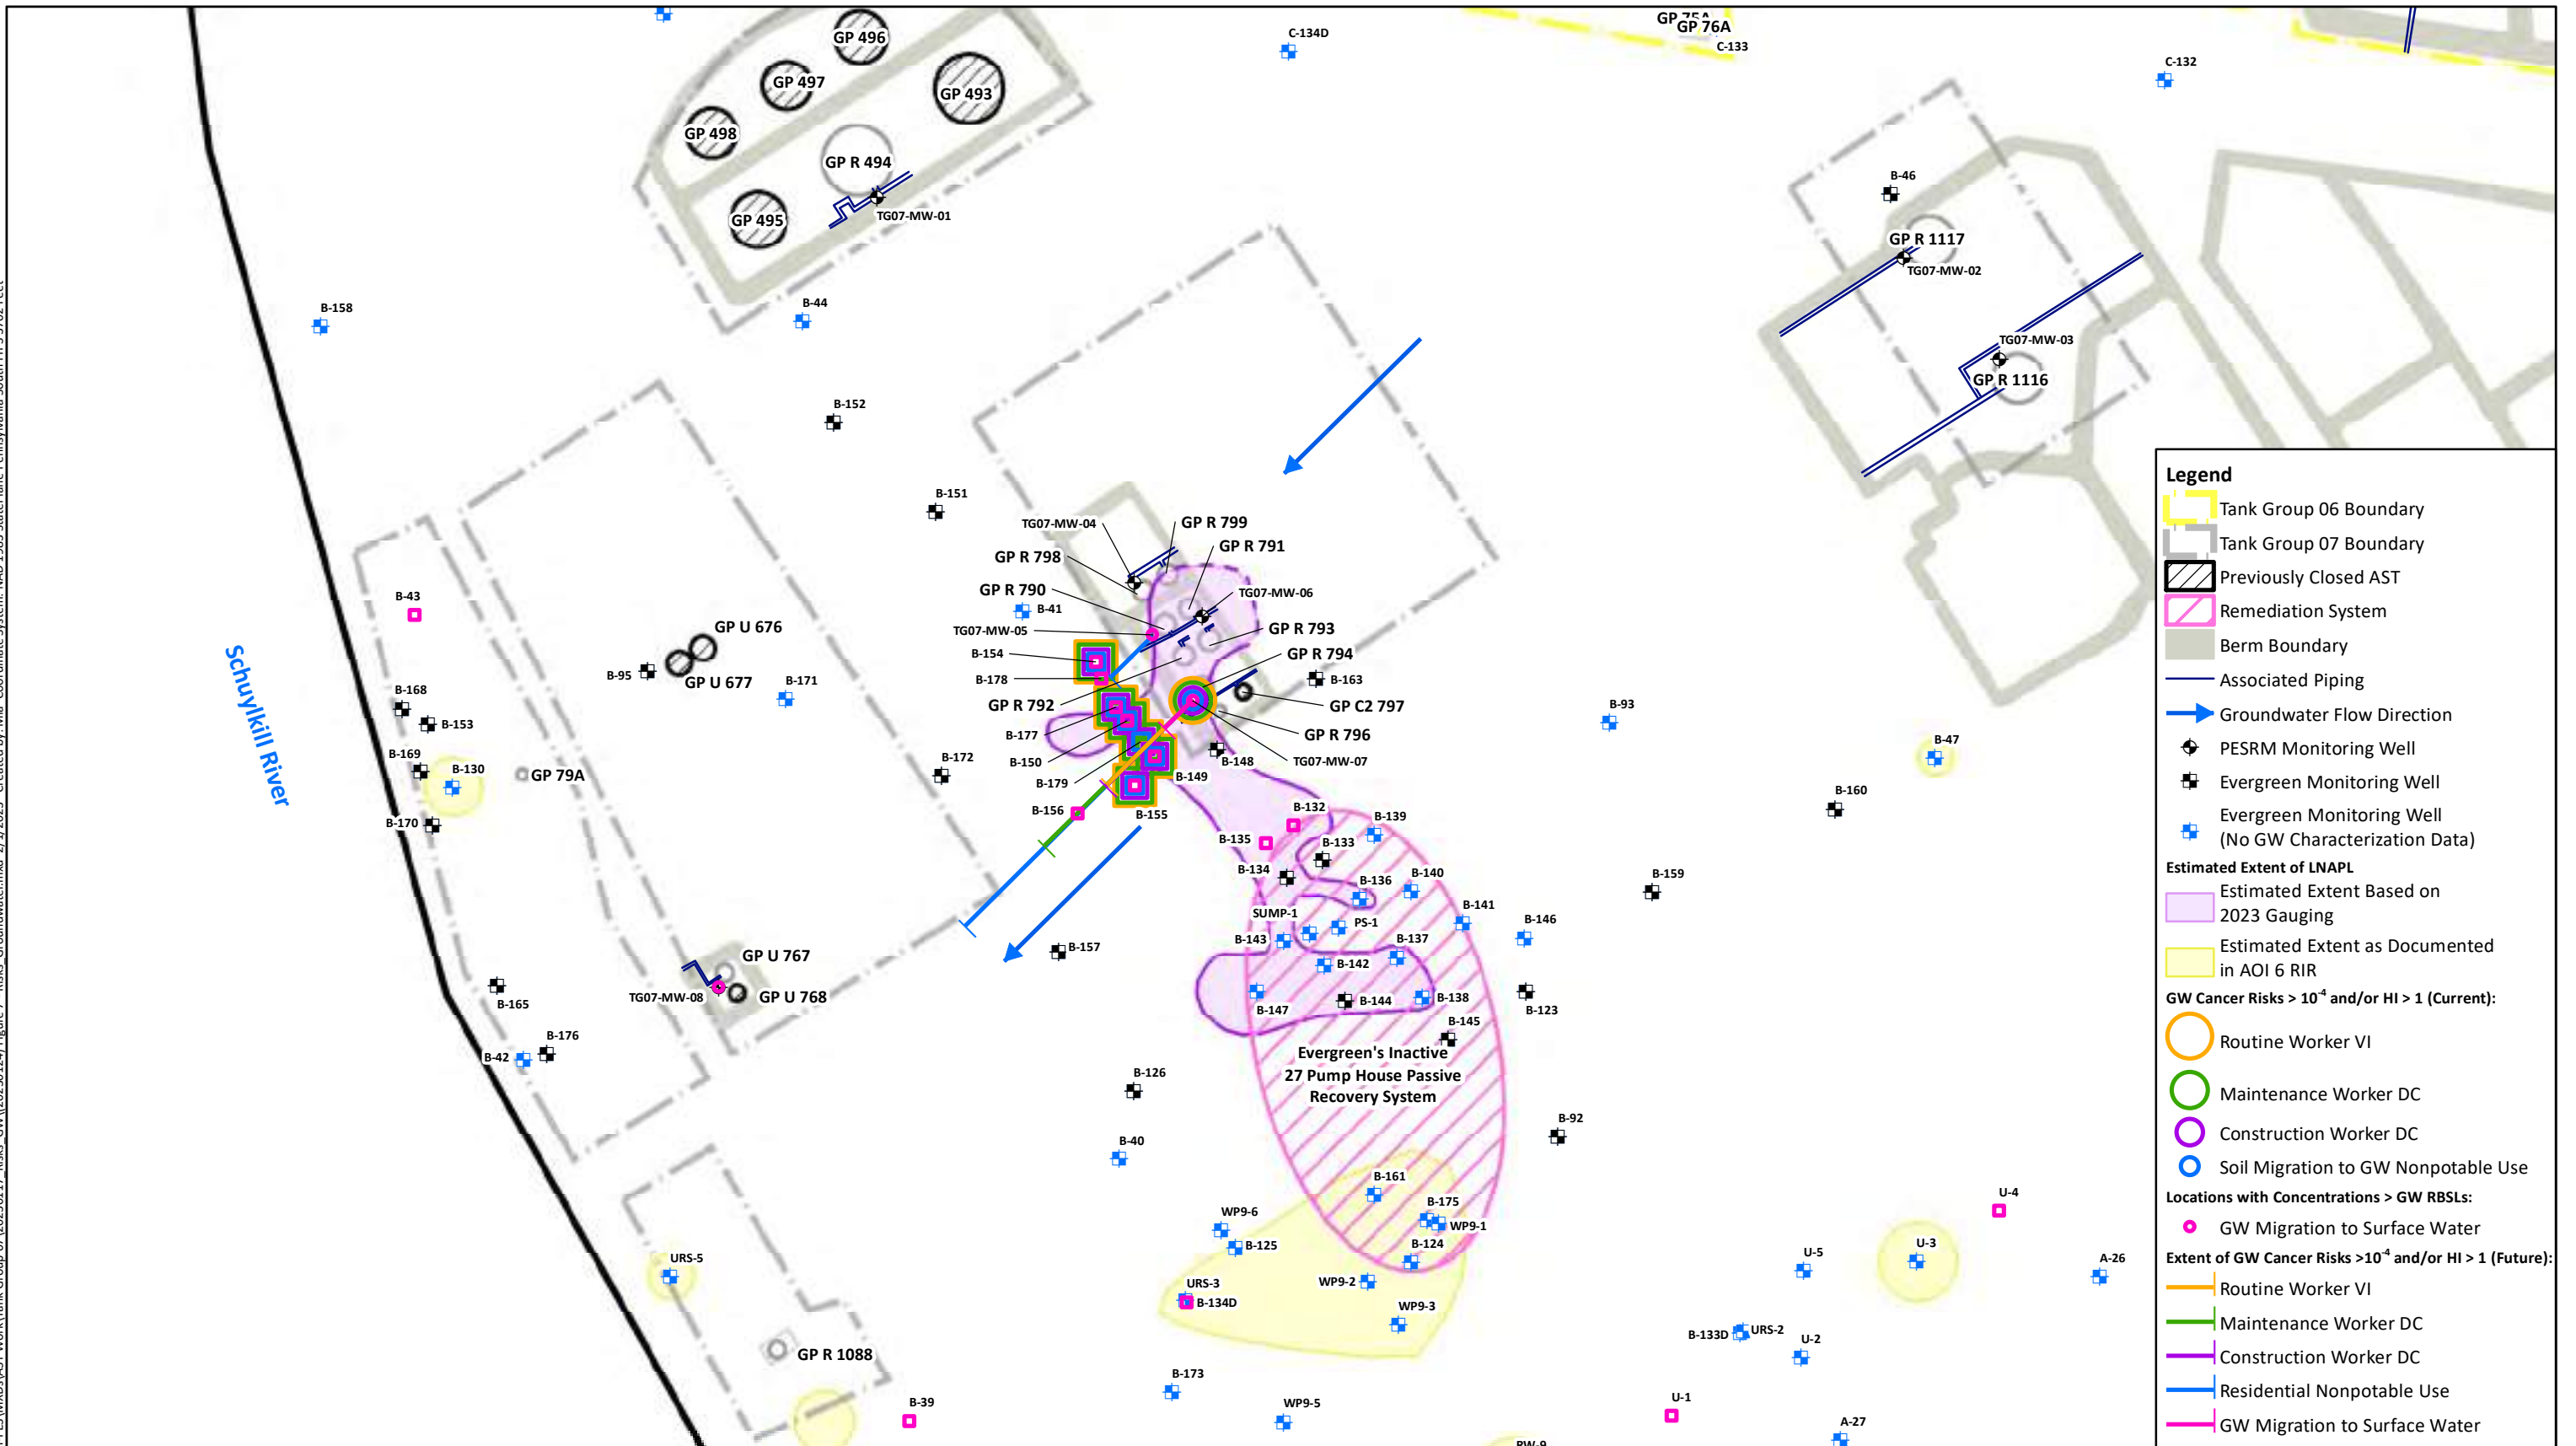 GP 496
C-134D
GP 75A
GP 76A
C-133
C-132
GP 497
GP 493
GP 498
GP R 494
GP 495
TG07-MW-01
B-46
GP R 1117
TG07-MW-02
B-158
B-44
TG07-MW-03
GP R 1116
B-152
B-151
TG07-MW-04
GP R 799
GP R 798
GP R 791
GP R 790
TG07-MW-06
B-43
B-41
TG07-MW-05
GP R 793
GP U 676
B-154
GP R 794
B-95
GP U 677
B-178
B-163
B-171
GP R 792
GP C2 797
B-168
B-153
B-177
GP R 796
B-93
B-150
B-148
TG07-MW-07
B-47
B-169
B-130
GP 79A
B-172
B-179
B-149
B-170
B-156
B-155
B-132
B-139
B-160
B-135
B-133
B-134
B-136
B-140
B-159
SUMP-1
PS-1
B-141
B-146
B-143
B-137
B-157
B-142
GP U 767
TG07-MW-08
GP U 768
B-147
B-144
B-138
B-123
B-165
B-145
B-176
B-42
Evergreen's Inactive
27 Pump House Passive
Recovery System
B-126
B-92
B-40
B-161
B-175
WP9-1
WP9-6
B-125
B-124
URS-5
URS-3
B-134D
WP9-2
WP9-3
U-4
U-5
U-3
A-26
B-133D
URS-2
U-2
GP R 1088
B-39
B-173
WP9-5
U-1
A-27
Schuylkill River
Legend
Tank Group 06 Boundary
Tank Group 07 Boundary
Previously Closed AST
Remediation System
Berm Boundary
Associated Piping
Groundwater Flow Direction
PESRM Monitoring Well
Evergreen Monitoring Well
Evergreen Monitoring Well
(No GW Characterization Data)
Estimated Extent of LNAPL
Estimated Extent Based on
2023 Gauging
Estimated Extent as Documented
in AOI 6 RIR
GW Cancer Risks > 10⁻⁴ and/or HI > 1 (Current):
Routine Worker VI
Maintenance Worker DC
Construction Worker DC
Soil Migration to GW Nonpotable Use
Locations with Concentrations > GW RBSLs:
GW Migration to Surface Water
Extent of GW Cancer Risks >10⁻⁴ and/or HI > 1 (Future):
Routine Worker VI
Maintenance Worker DC
Construction Worker DC
Residential Nonpotable Use
GW Migration to Surface Water